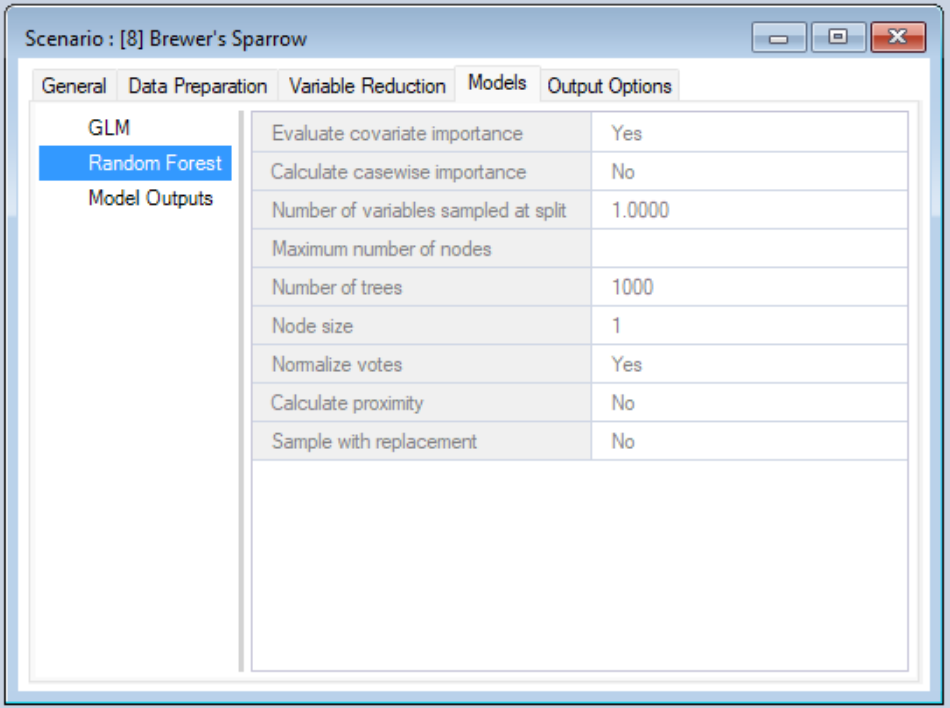 Scenario : [8] Brewer's Sparrow
General Data Preparation Variable Reduction Models Output Options
GLM
Random Forest
Model Outputs
Evaluate covariate importance Yes
Calculate casewise importance No
Number of variables sampled at split 1.0000
Maximum number of nodes
Number of trees 1000
Node size 1
Normalize votes Yes
Calculate proximity No
Sample with replacement No